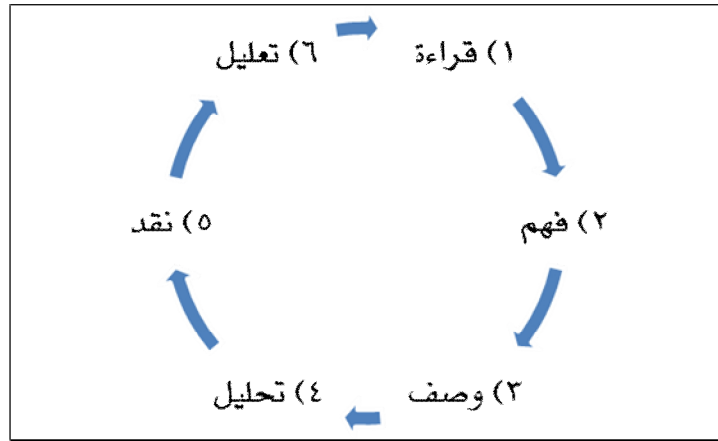 ١) قراءة
٢) فهم
٣) وصف
٤) تحليل
٥) نقد
٦) تعليل